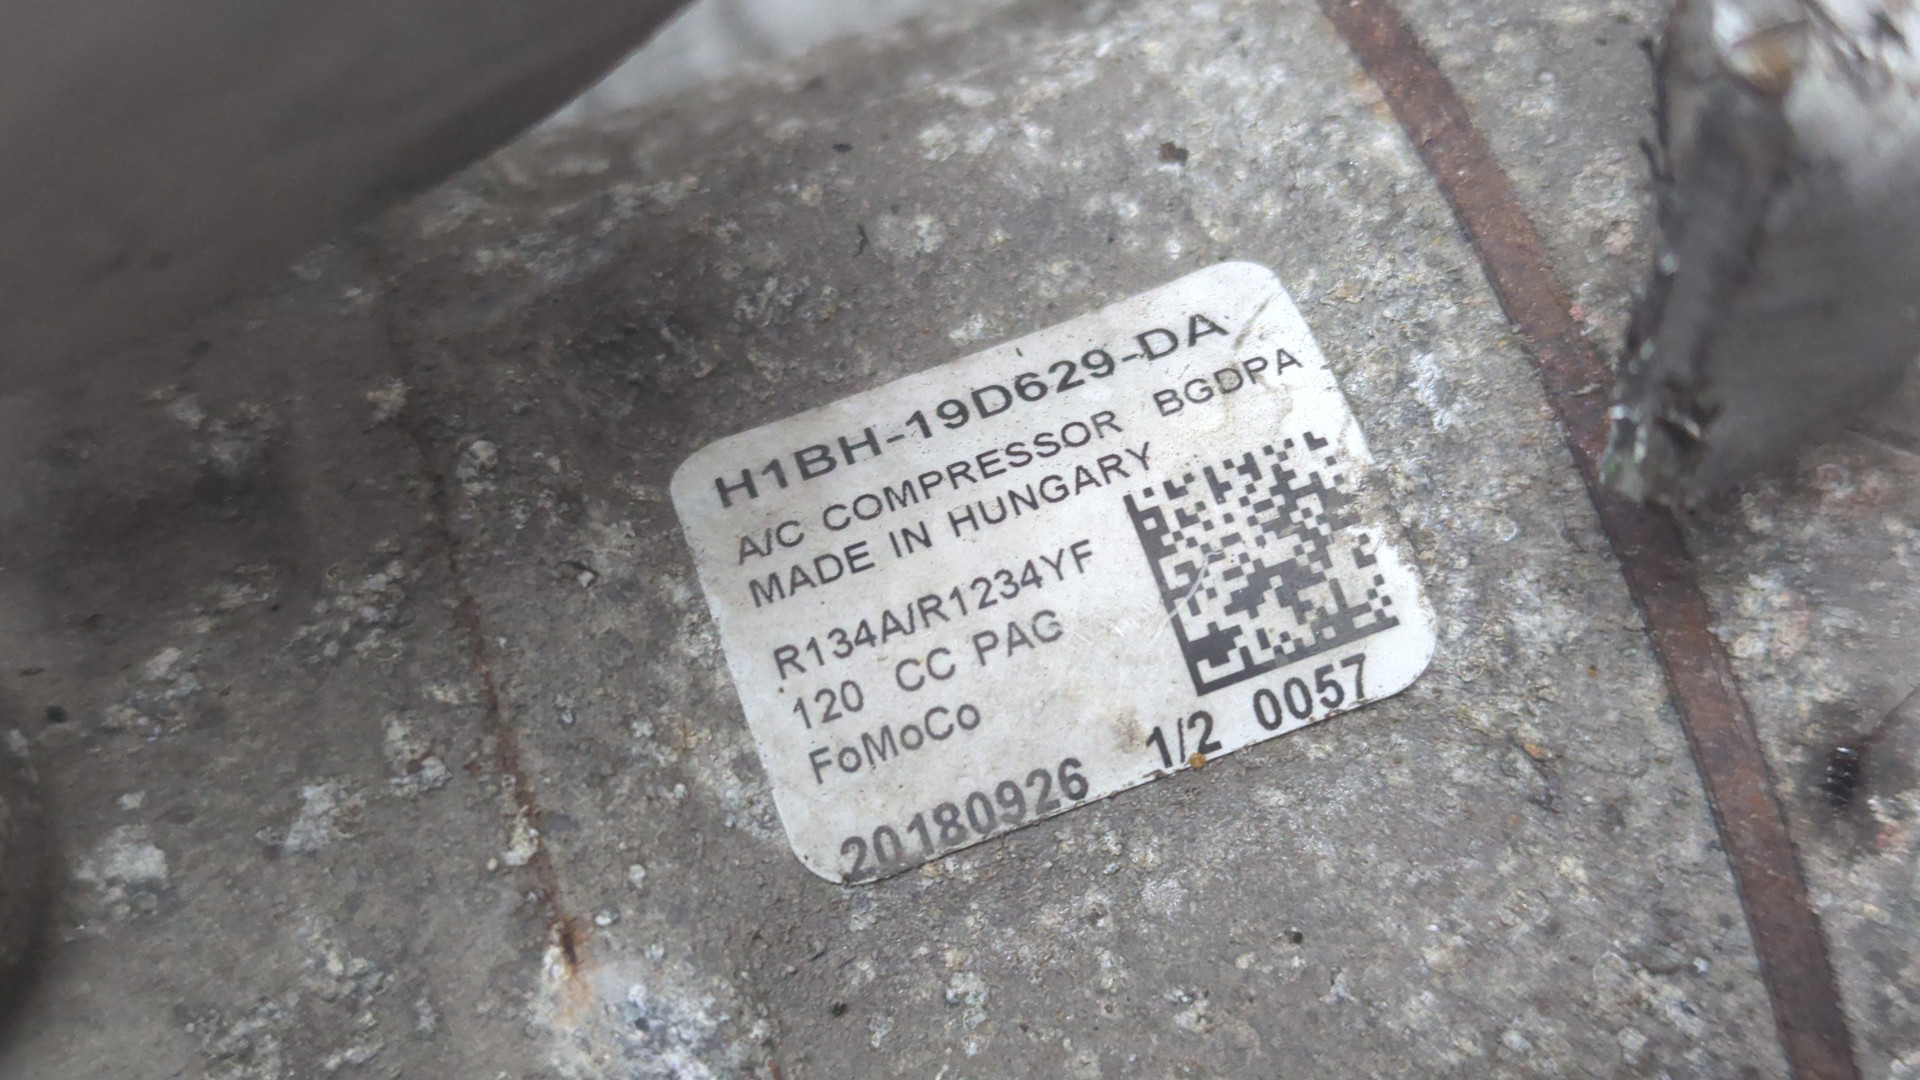 H1BH-19D629-DA
A/C COMPRESSOR BGDPA
MADE IN HUNGARY
R134A/R1234YF
120 CC PAG
FoMoCo
20180926 1/2 0057